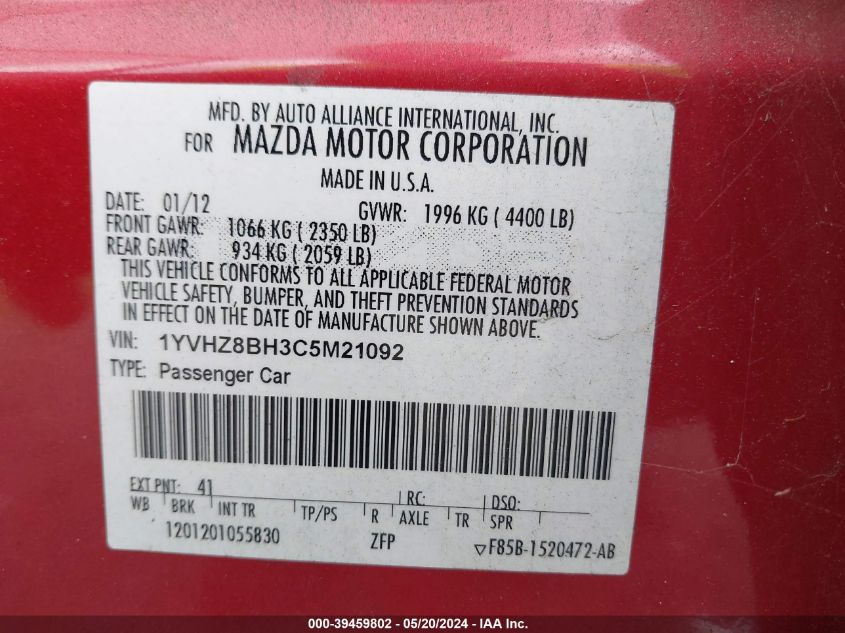 MFD. BY AUTO ALLIANCE INTERNATIONAL, INC.
FOR MAZDA MOTOR CORPORATION
MADE IN U.S.A.
DATE: 01/12 GVWR: 1996 KG ( 4400 LB)
FRONT GAWR: 1066 KG ( 2350 LB)
REAR GAWR: 934 KG ( 2059 LB)
THIS VEHICLE CONFORMS TO ALL APPLICABLE FEDERAL MOTOR
VEHICLE SAFETY, BUMPER, AND THEFT PREVENTION STANDARDS
IN EFFECT ON THE DATE OF MANUFACTURE SHOWN ABOVE.
VIN: 1YVHZ8BH3C5M21092
TYPE: Passenger Car
EXT PNT: 41 RC: DSO:
WB BRK INT TR TP/PS R AXLE TR SPR
1201201055830 ZFP ▽F85B-1520472-AB
000-39459802 - 05/20/2024 - IAA Inc.